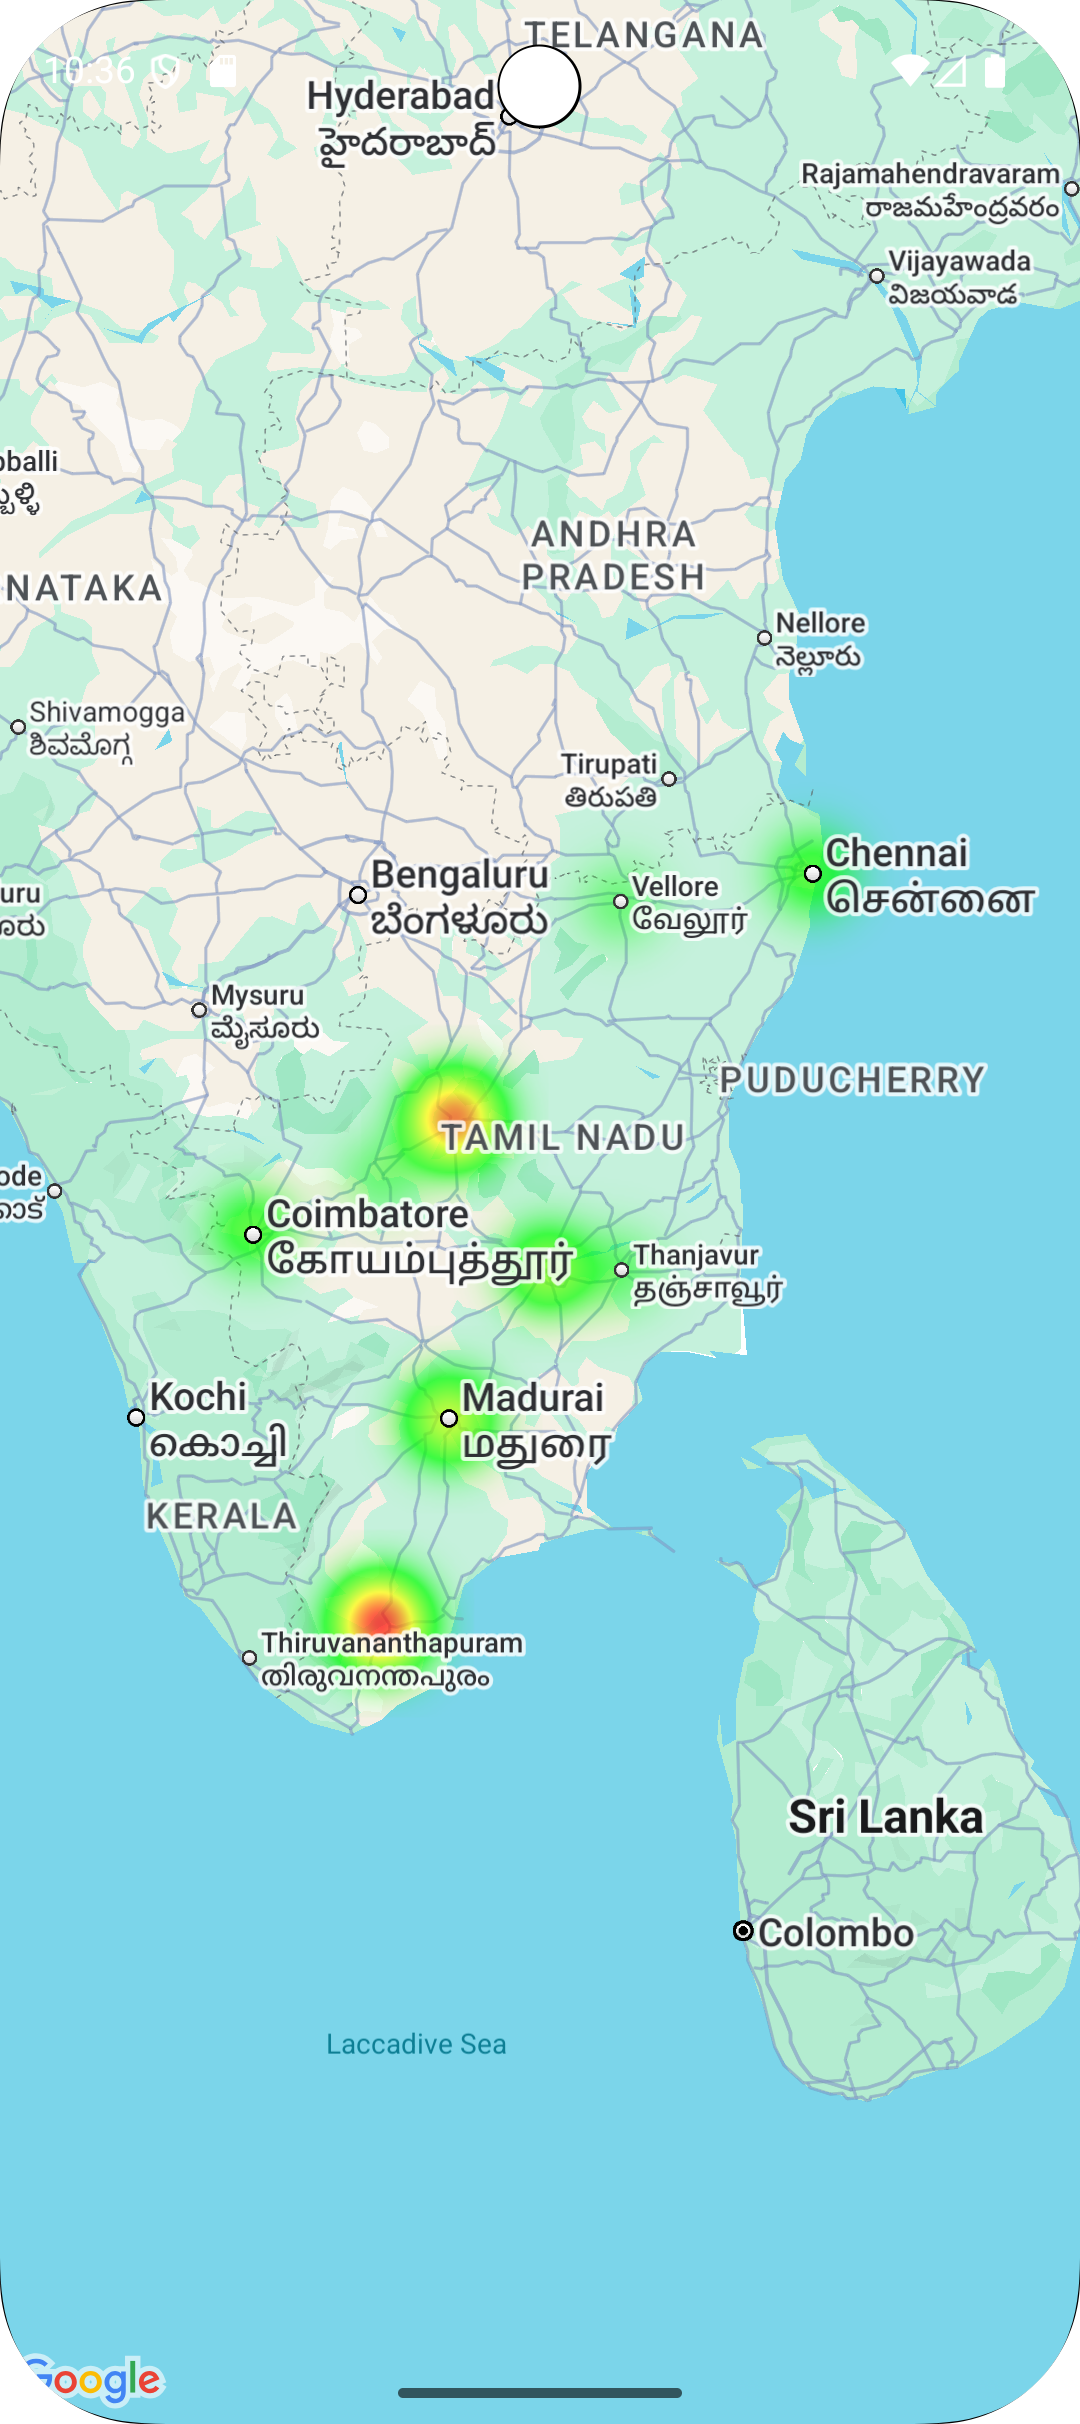 TELANGANA
10:36
Hyderabad
హైదరాబాద్
Rajamahendravaram
రాజమహేంద్రవరం
Vijayawada
విజయవాడ
ANDHRA
PRADESH
NATAKA
Nellore
నెల్లూరు
Shivamogga
ಶಿವಮೊಗ್ಗ
Tirupati
తిరుపతి
Chennai
சென்னை
Bengaluru
ಬೆಂಗಳೂರು
Vellore
வேலூர்
uru
Mysuru
ಮೈಸೂರು
PUDUCHERRY
TAMIL NADU
ode
Coimbatore
கோயம்புத்தூர்
Thanjavur
தஞ்சாவூர்
Kochi
കൊച്ചി
Madurai
மதுரை
KERALA
Thiruvananthapuram
തിരുവനന്തപുരം
Sri Lanka
Colombo
Laccadive Sea
Google